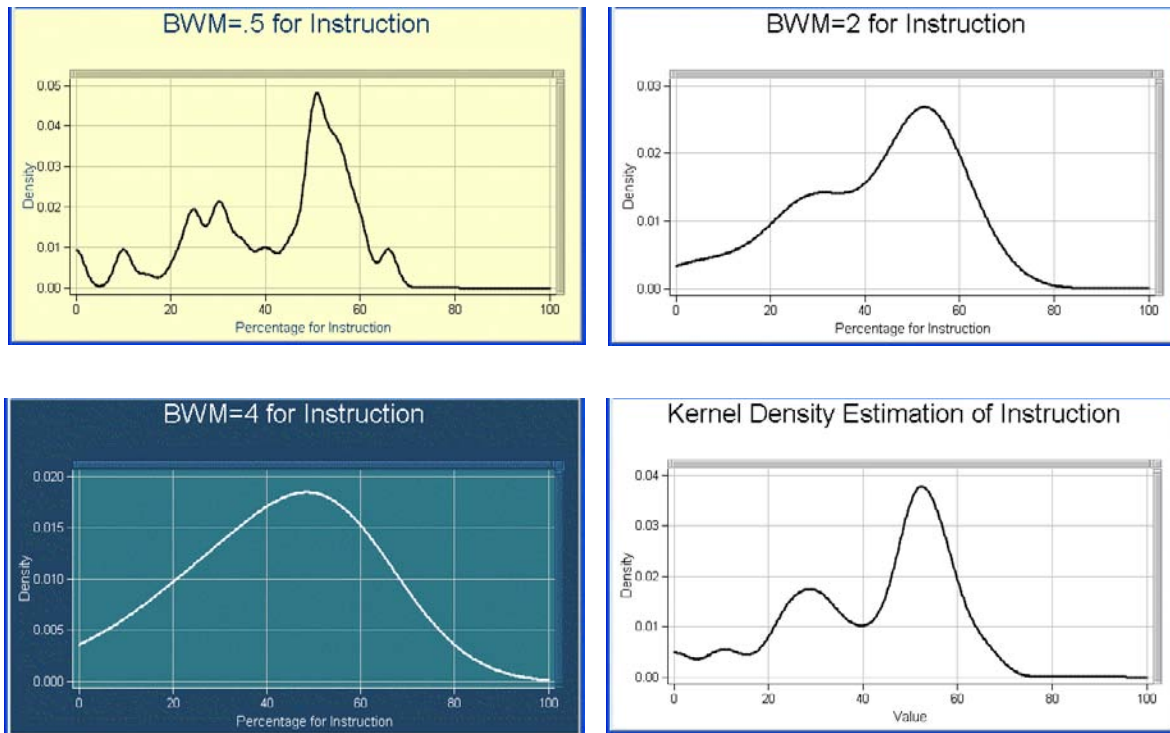 BWM=.5 for Instruction
0.05
0.04
0.03
0.02
0.01
0.00
Density
0 20 40 60 80 100
Percentage for Instruction
BWM=2 for Instruction
0.03
0.02
0.01
0.00
Density
0 20 40 60 80 100
Percentage for Instruction
BWM=4 for Instruction
0.020
0.015
0.010
0.005
0.000
Density
0 20 40 60 80 100
Percentage for Instruction
Kernel Density Estimation of Instruction
0.04
0.03
0.02
0.01
0.00
Density
0 20 40 60 80 100
Value